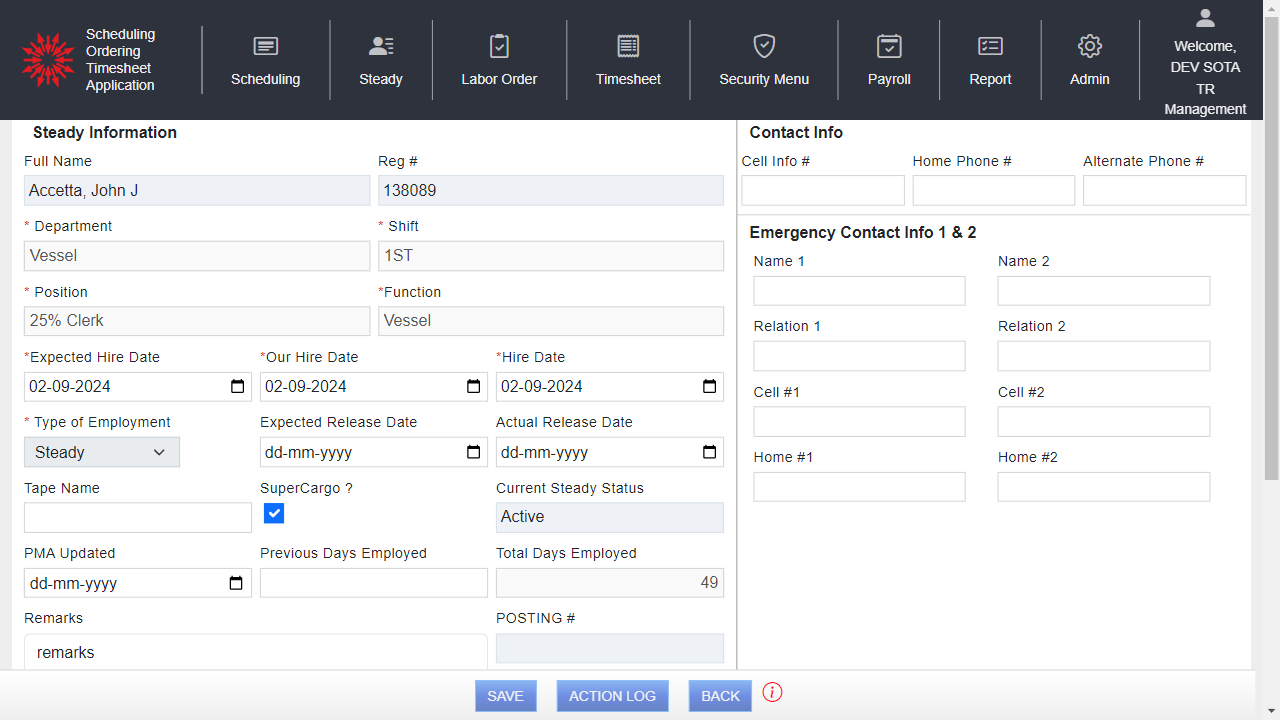 Scheduling
Ordering
Timesheet
Application
Scheduling
Steady
Labor Order
Timesheet
Security Menu
Payroll
Report
Admin
Welcome,
DEV SOTA
TR
Management
Steady Information
Full Name
Reg #
Accetta, John J
138089
* Department
* Shift
Vessel
1ST
* Position
*Function
25% Clerk
Vessel
*Expected Hire Date
*Our Hire Date
*Hire Date
02-09-2024
02-09-2024
02-09-2024
* Type of Employment
Expected Release Date
Actual Release Date
Steady
dd-mm-yyyy
dd-mm-yyyy
Tape Name
SuperCargo ?
Current Steady Status
Active
PMA Updated
Previous Days Employed
Total Days Employed
dd-mm-yyyy
49
Remarks
POSTING #
remarks
Contact Info
Cell Info #
Home Phone #
Alternate Phone #
Emergency Contact Info 1 & 2
Name 1
Name 2
Relation 1
Relation 2
Cell #1
Cell #2
Home #1
Home #2
SAVE
ACTION LOG
BACK
i